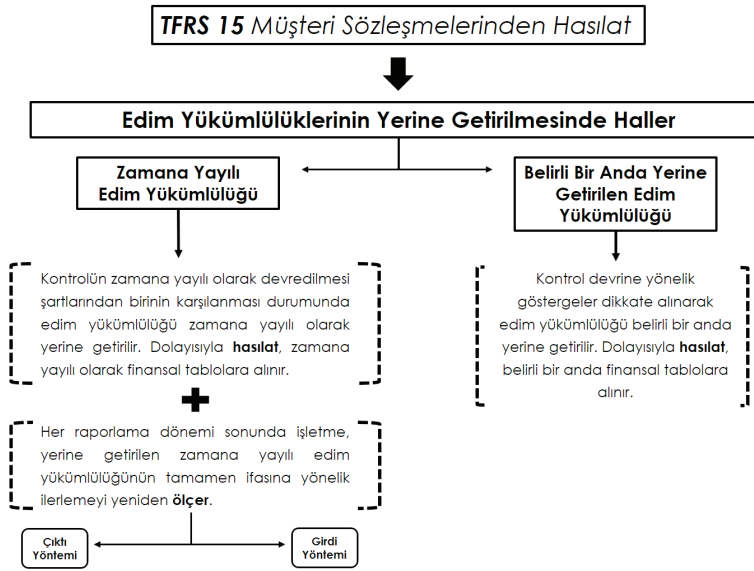 TFRS 15 Müşteri Sözleşmelerinden Hasılat
Edim Yükümlülüklerinin Yerine Getirilmesinde Haller
Zamana Yayılı
Edim Yükümlülüğü
Belirli Bir Anda Yerine
Getirilen Edim
Yükümlülüğü
Kontrolün zamana yayılı olarak devredilmesi
şartlarından birinin karşılanması durumunda
edim yükümlülüğü zamana yayılı olarak
yerine getirilir. Dolayısıyla hasılat, zamana
yayılı olarak finansal tablolara alınır.
Kontrol devrine yönelik
göstergeler dikkate alınarak
edim yükümlülüğü belirli bir anda
yerine getirilir. Dolayısıyla hasılat,
belirli bir anda finansal tablolara
alınır.
Her raporlama dönemi sonunda işletme,
yerine getirilen zamana yayılı edim
yükümlülüğünün tamamen ifasına yönelik
ilerlemeyi yeniden ölçer.
Çıktı
Yöntemi
Girdi
Yöntemi